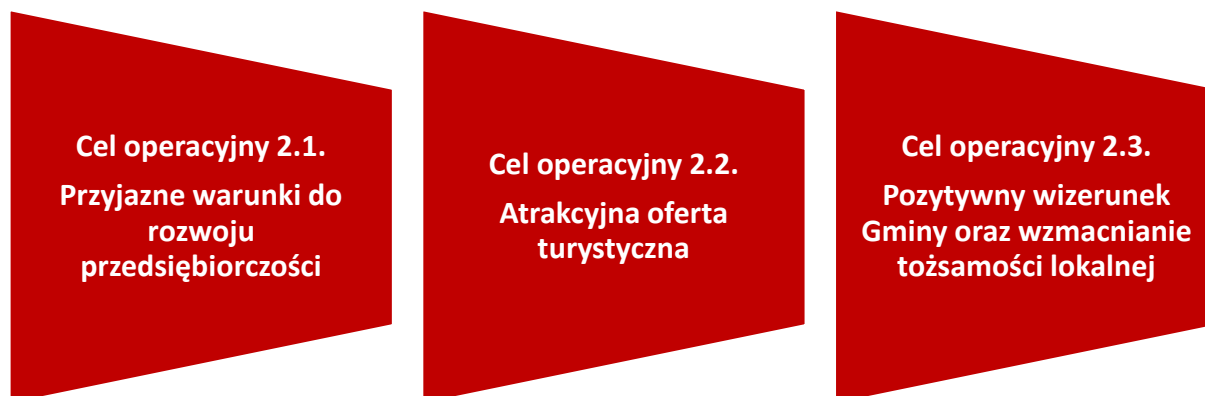 Cel operacyjny 2.1.
Przyjazne warunki do
rozwoju
przedsiębiorczości
Cel operacyjny 2.2.
Atrakcyjna oferta
turystyczna
Cel operacyjny 2.3.
Pozytywny wizerunek
Gminy oraz wzmacnianie
tożsamości lokalnej